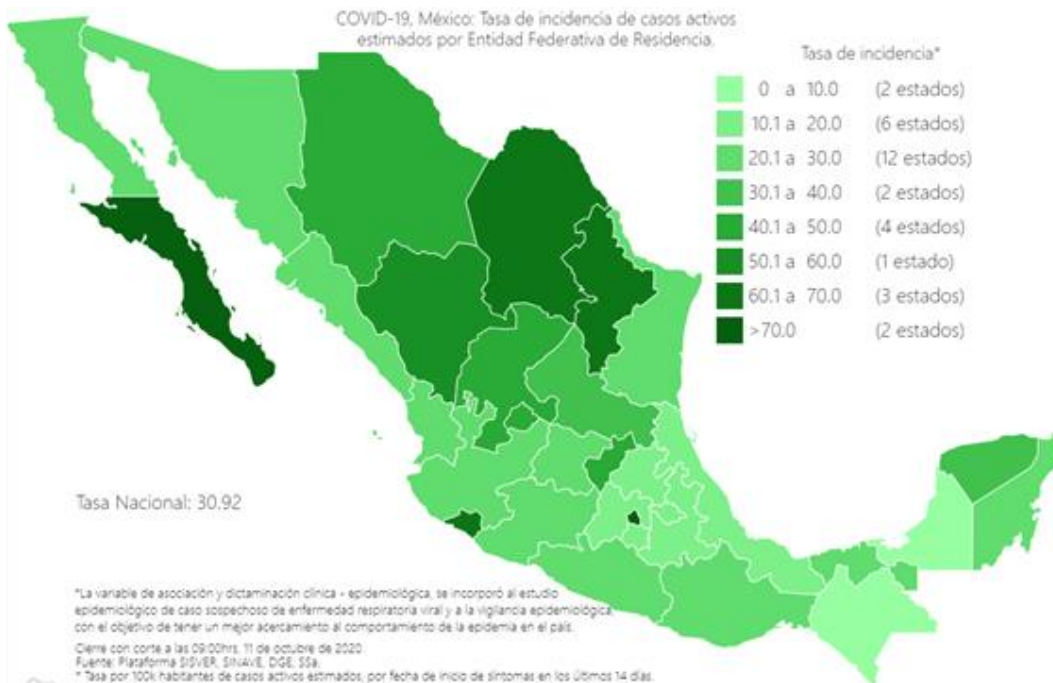 COVID-19, México: Tasa de incidencia de casos activos
estimados por Entidad Federativa de Residencia.
Tasa de incidencia*
0 a 10.0 (2 estados)
10.1 a 20.0 (6 estados)
20.1 a 30.0 (12 estados)
30.1 a 40.0 (2 estados)
40.1 a 50.0 (4 estados)
50.1 a 60.0 (1 estado)
60.1 a 70.0 (3 estados)
>70.0 (2 estados)
Tasa Nacional: 30.92
*La variable de asociación y dictaminación clínica - epidemiológica, se incorporó al estudio
epidemiológico de caso sospechoso de enfermedad respiratoria viral y a la vigilancia epidemiológica,
con el objetivo de tener un mejor acercamiento al comportamiento de la epidemia en el país.
Cierre con corte a las 09:00hrs, 11 de octubre de 2020
Fuente: Plataforma SISVER, SINAVE, DGE, SSa.
* Tasa por 100k habitantes de casos activos estimados, por fecha de inicio de síntomas en los últimos 14 días.